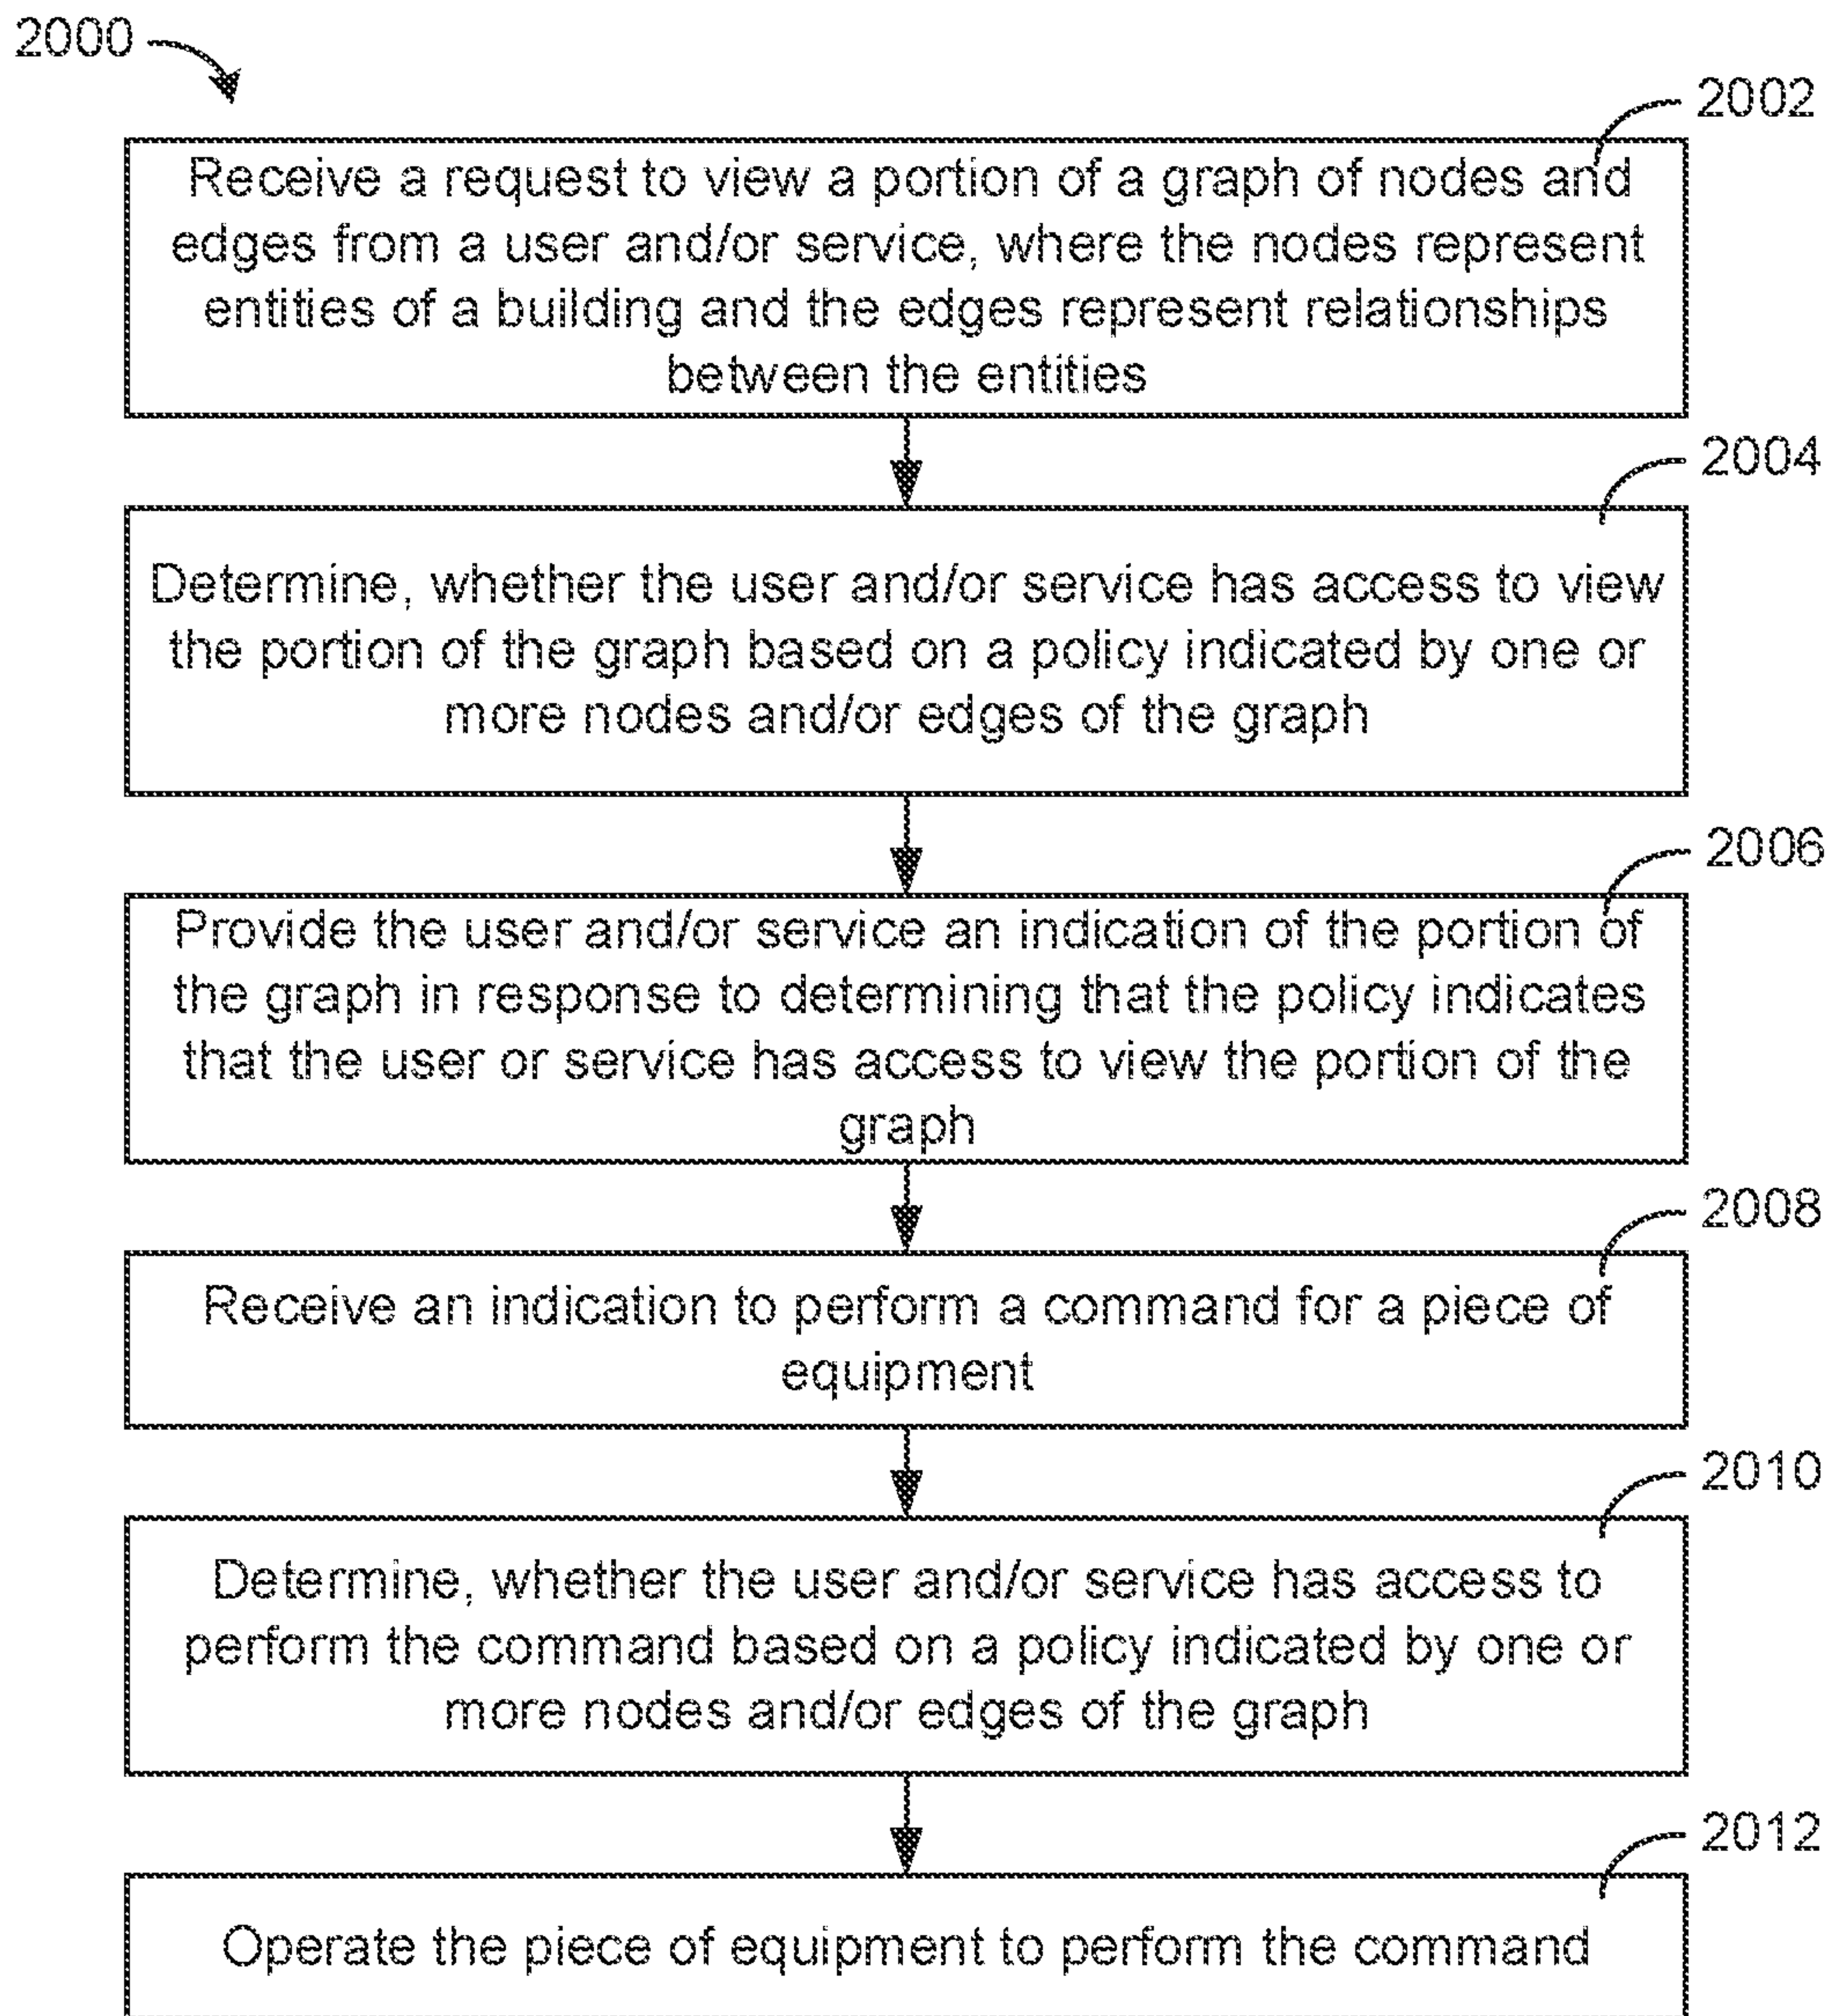 2000
2002
Receive a request to view a portion of a graph of nodes and
edges from a user and/or service, where the nodes represent
entities of a building and the edges represent relationships
between the entities
2004
Determine, whether the user and/or service has access to view
the portion of the graph based on a policy indicated by one or
more nodes and/or edges of the graph
2006
Provide the user and/or service an indication of the portion of
the graph in response to determining that the policy indicates
that the user or service has access to view the portion of the
graph
2008
Receive an indication to perform a command for a piece of
equipment
2010
Determine, whether the user and/or service has access to
perform the command based on a policy indicated by one or
more nodes and/or edges of the graph
2012
Operate the piece of equipment to perform the command